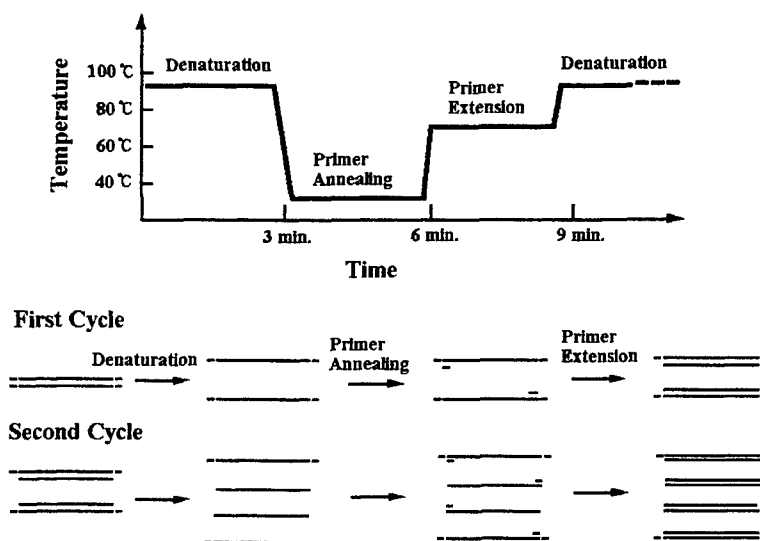 100℃
Denaturation
Denaturation
80℃
Primer
Extension
60℃
Primer
Annealing
40℃
Temperature
3 min.
6 min.
9 min.
Time
First Cycle
Denaturation
Primer
Annealing
Primer
Extension
Second Cycle